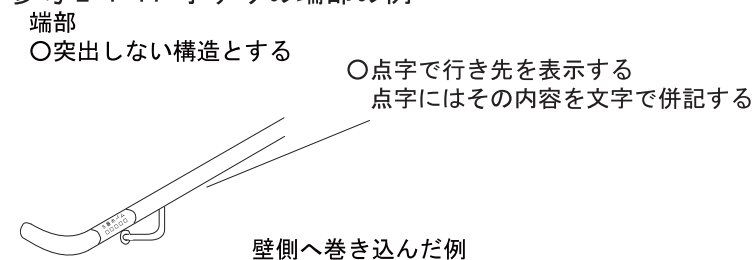 端部
〇突出しない構造とする
〇点字で行き先を表示する
点字にはその内容を文字で併記する
壁側へ巻き込んだ例